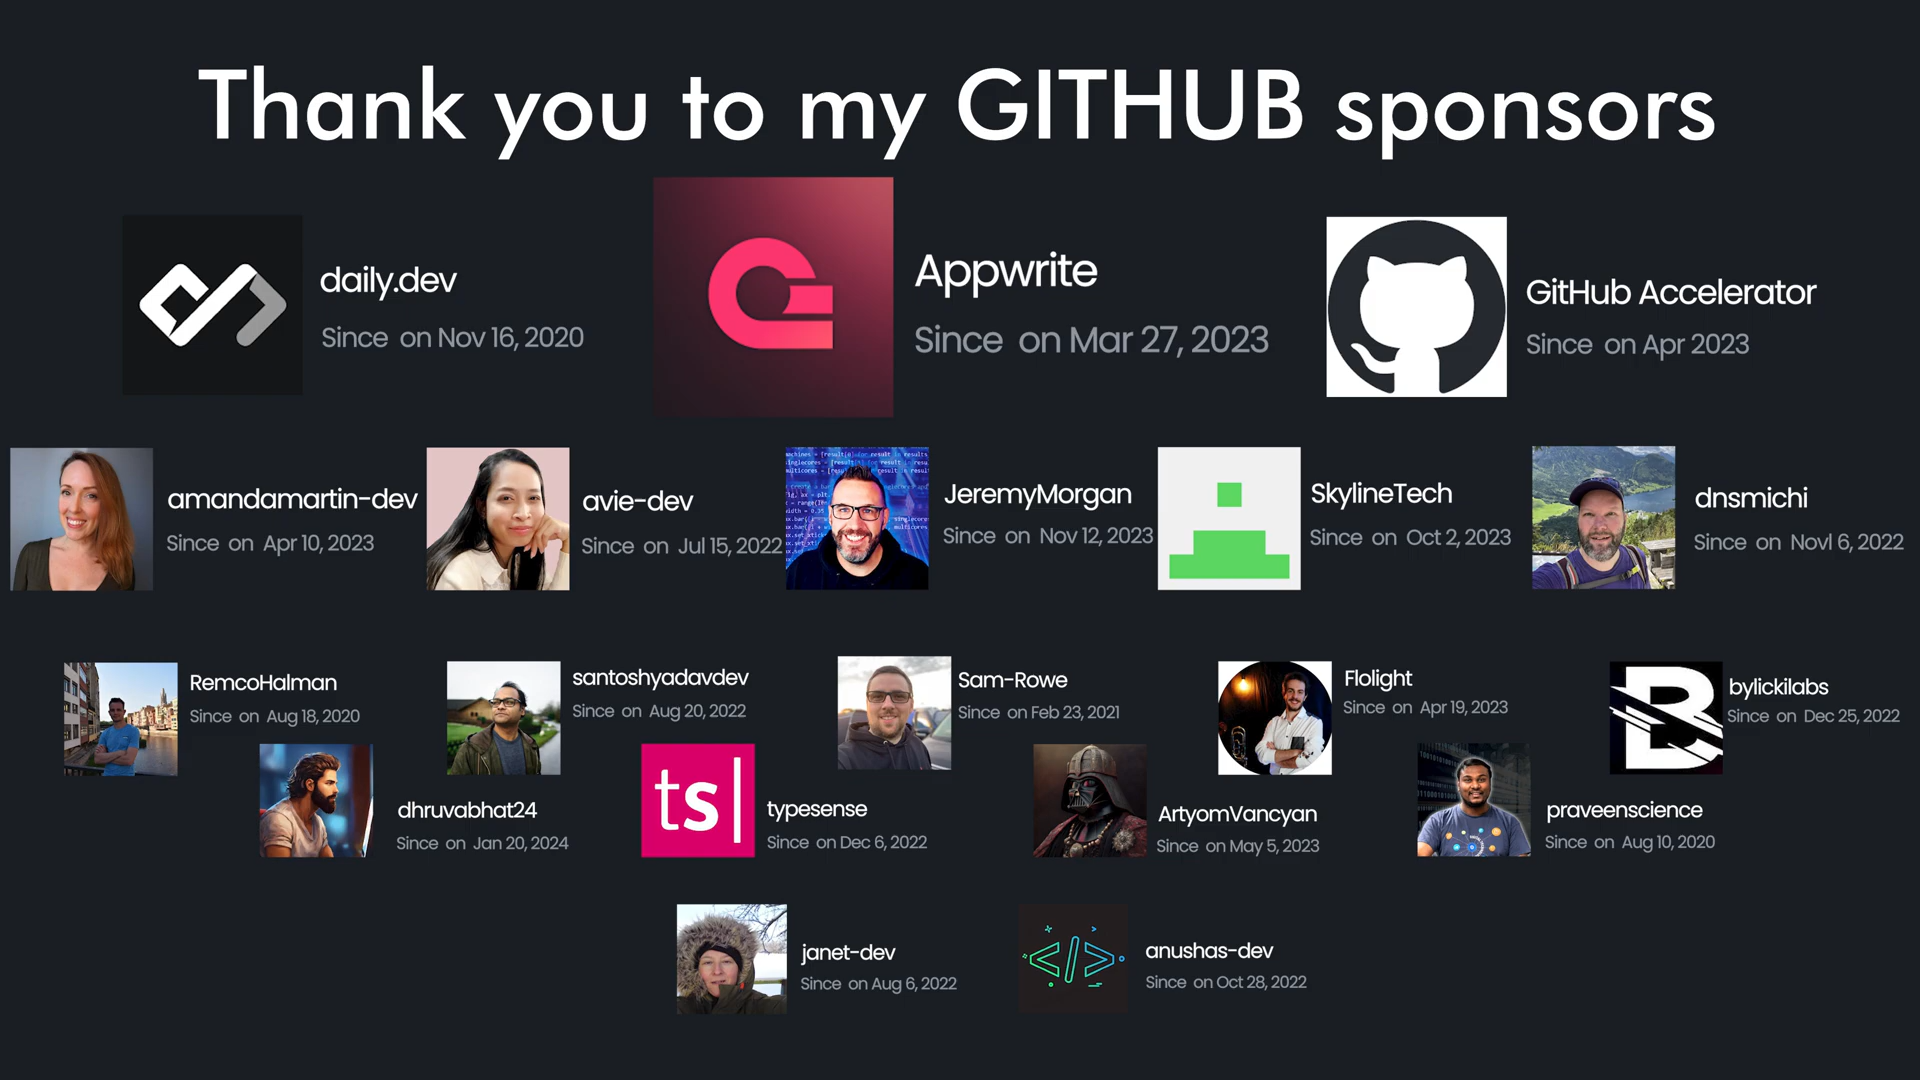 Thank you to my GITHUB sponsors
daily.dev
Since on Nov 16, 2020
Appwrite
Since on Mar 27, 2023
GitHub Accelerator
Since on Apr 2023
amandamartin-dev
Since on Apr 10, 2023
avie-dev
Since on Jul 15, 2022
JeremyMorgan
Since on Nov 12, 2023
SkylineTech
Since on Oct 2, 2023
dnsmichi
Since on Novl 6, 2022
RemcoHalman
Since on Aug 18, 2020
santoshyadavdev
Since on Aug 20, 2022
Sam-Rowe
Since on Feb 23, 2021
Flolight
Since on Apr 19, 2023
bylickilabs
Since on Dec 25, 2022
dhruvabhat24
Since on Jan 20, 2024
ts|
typesense
Since on Dec 6, 2022
ArtyomVancyan
Since on May 5, 2023
praveenscience
Since on Aug 10, 2020
janet-dev
Since on Aug 6, 2022
</>
anushas-dev
Since on Oct 28, 2022